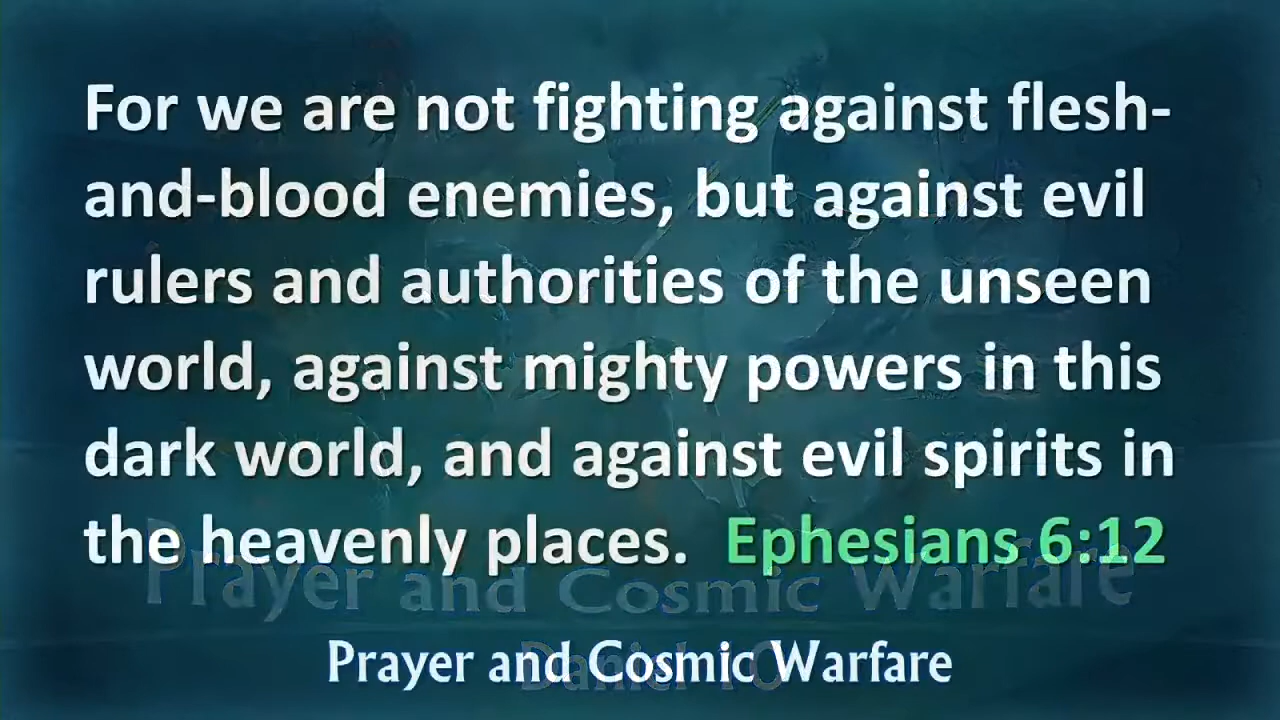 For we are not fighting against flesh-
and-blood enemies, but against evil
rulers and authorities of the unseen
world, against mighty powers in this
dark world, and against evil spirits in
the heavenly places. Ephesians 6:12
Prayer and Cosmic Warfare
Prayer and Cosmic Warfare
Daniel 10